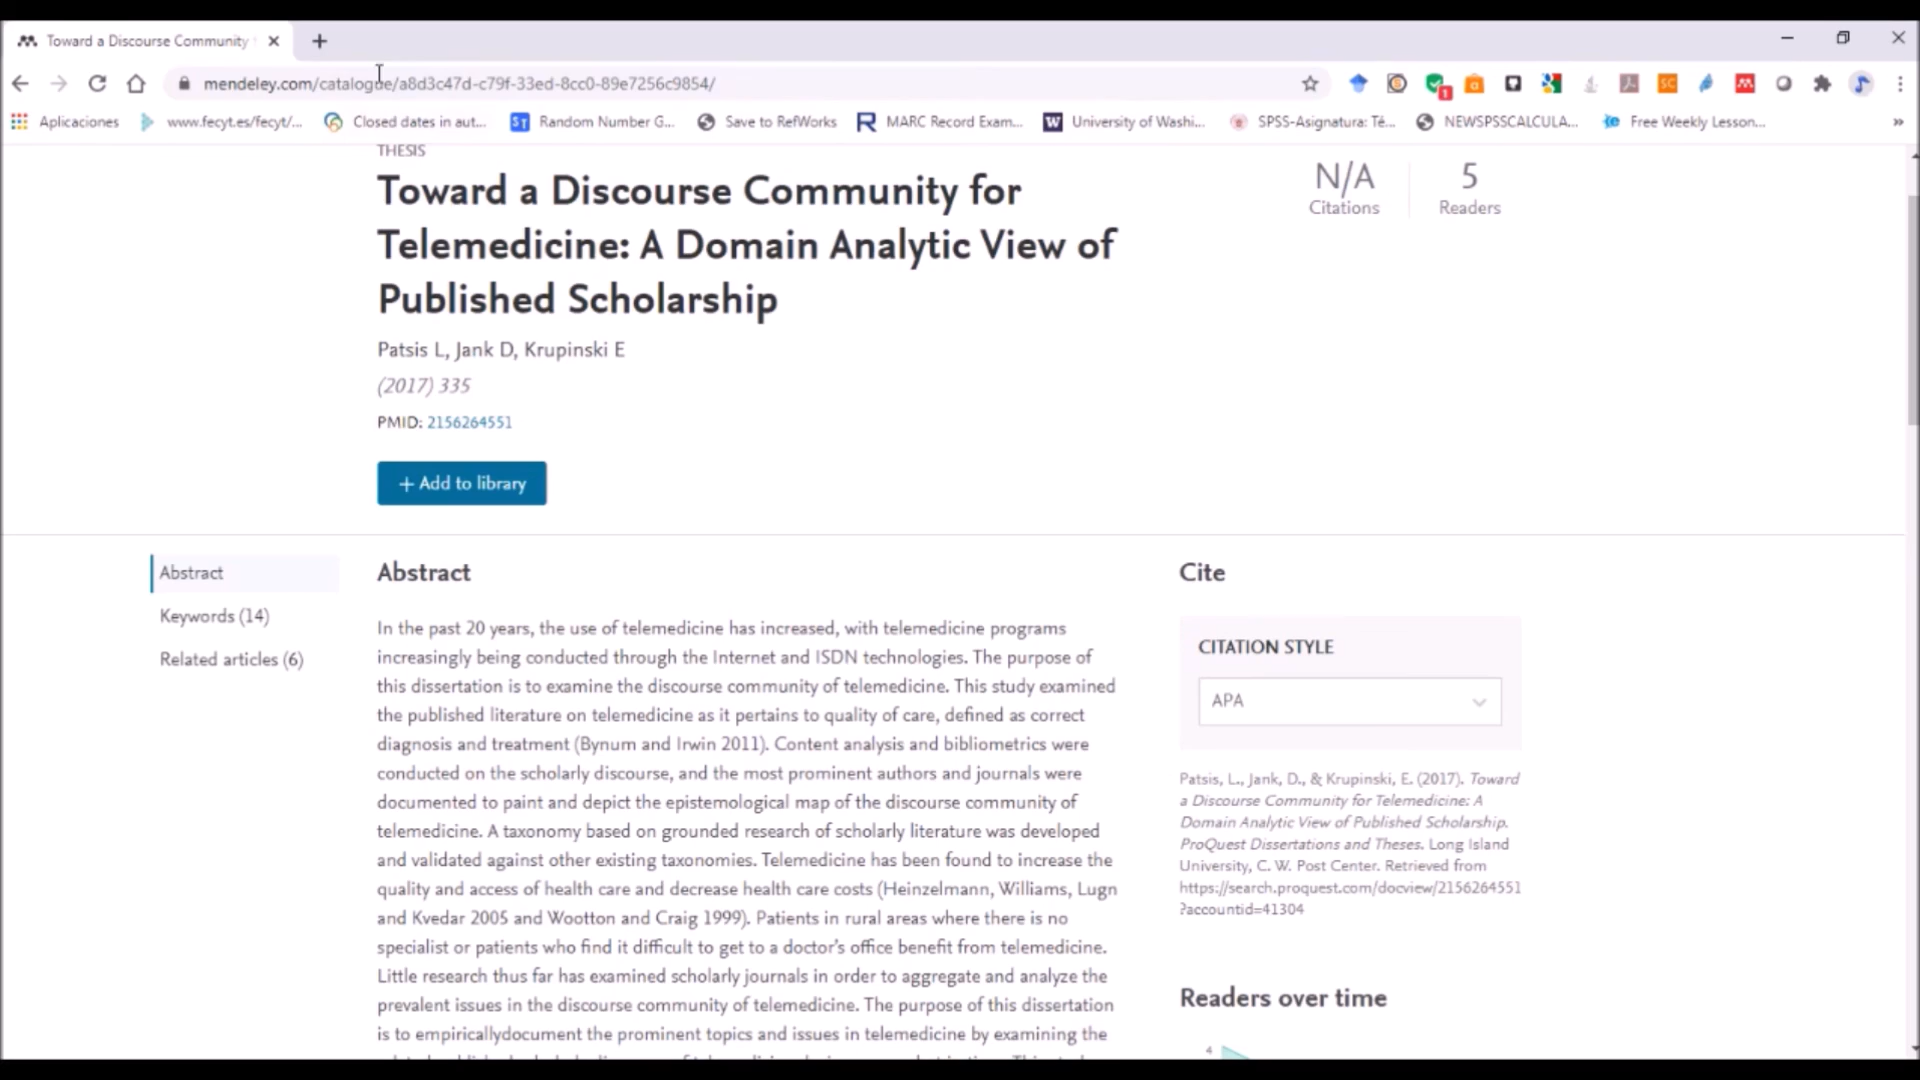 Toward a Discourse Community
mendeley.com/catalogue/a8d3c47d-c79f-33ed-8cc0-89e7256c9854/
Aplicaciones
www.fecyt.es/fecyt/...
Closed dates in aut...
ST
Random Number G...
Save to RefWorks
R
MARC Record Exam...
W
University of Washi...
SPSS-Asignatura: Té...
NEWSPSSCALCULA...
Free Weekly Lesson...
»
THESIS
Toward a Discourse Community for
Telemedicine: A Domain Analytic View of
Published Scholarship
N/A
Citations
5
Readers
Patsis L, Jank D, Krupinski E
(2017) 335
PMID: 2156264551
+ Add to library
Abstract
Keywords (14)
Related articles (6)
Abstract
In the past 20 years, the use of telemedicine has increased, with telemedicine programs
increasingly being conducted through the Internet and ISDN technologies. The purpose of
this dissertation is to examine the discourse community of telemedicine. This study examined
the published literature on telemedicine as it pertains to quality of care, defined as correct
diagnosis and treatment (Bynum and Irwin 2011). Content analysis and bibliometrics were
conducted on the scholarly discourse, and the most prominent authors and journals were
documented to paint and depict the epistemological map of the discourse community of
telemedicine. A taxonomy based on grounded research of scholarly literature was developed
and validated against other existing taxonomies. Telemedicine has been found to increase the
quality and access of health care and decrease health care costs (Heinzelmann, Williams, Lugn
and Kvedar 2005 and Wootton and Craig 1999). Patients in rural areas where there is no
specialist or patients who find it difficult to get to a doctor's office benefit from telemedicine.
Little research thus far has examined scholarly journals in order to aggregate and analyze the
prevalent issues in the discourse community of telemedicine. The purpose of this dissertation
is to empiricallydocument the prominent topics and issues in telemedicine by examining the
Cite
CITATION STYLE
APA
Patsis, L., Jank, D., & Krupinski, E. (2017). Toward
a Discourse Community for Telemedicine: A
Domain Analytic View of Published Scholarship.
ProQuest Dissertations and Theses. Long Island
University, C. W. Post Center. Retrieved from
https://search.proquest.com/docview/2156264551
?accountid=41304
Readers over time
4